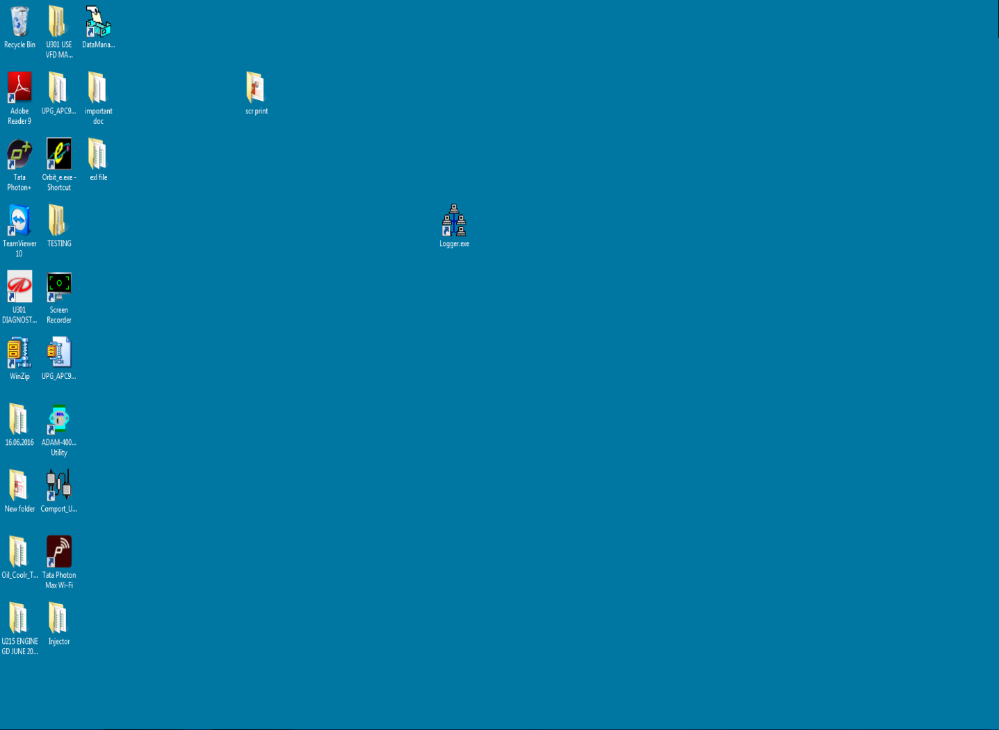 Recycle Bin
U301 USE
VFD MA...
DataMana...
Adobe
Reader 9
UPG_APC9...
important
doc
scr print
Tata
Photon+
Orbit_e.exe -
Shortcut
exl file
TeamViewer
10
TESTING
Logger.exe
U301
DIAGNOST...
Screen
Recorder
WinZip
UPG_APC9...
16.06.2016
ADAM-400...
Utility
New folder
Comport_U...
Oil_Coolr_T...
Tata Photon
Max Wi-Fi
U215 ENGINE
GD JUNE 20...
Injector